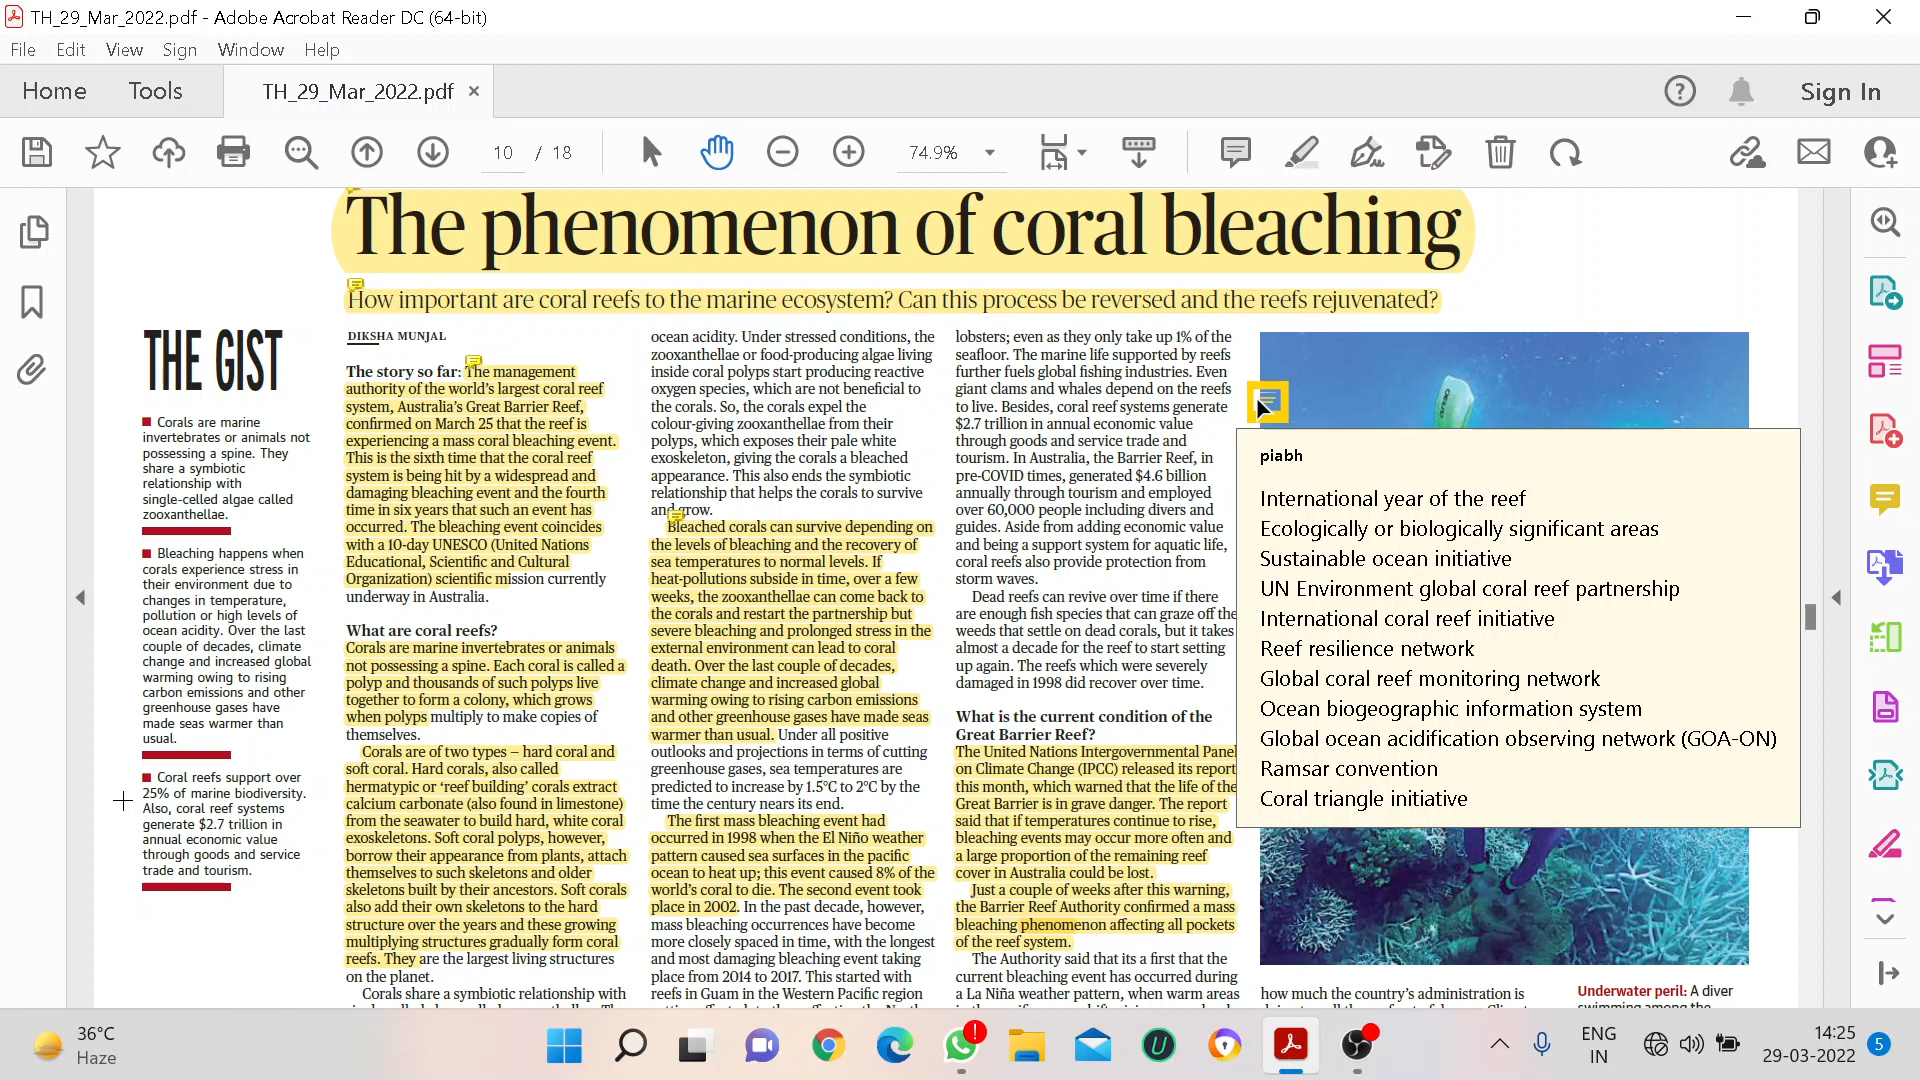 TH_29_Mar_2022.pdf - Adobe Acrobat Reader DC (64-bit)
File Edit View Sign Window Help
Home Tools TH_29_Mar_2022.pdf × Sign In
10 / 18 74.9%
The phenomenon of coral bleaching
How important are coral reefs to the marine ecosystem? Can this process be reversed and the reefs rejuvenated?
THE GIST
Corals are marine
invertebrates or animals not
possessing a spine. They
share a symbiotic
relationship with
single-celled algae called
zooxanthellae.
Bleaching happens when
corals experience stress in
their environment due to
changes in temperature,
pollution or high levels of
ocean acidity. Over the last
couple of decades, climate
change and increased global
warming owing to rising
carbon emissions and other
greenhouse gases have
made seas warmer than
usual.
Coral reefs support over
25% of marine biodiversity.
Also, coral reef systems
generate $2.7 trillion in
annual economic value
through goods and service
trade and tourism.
DIKSHA MUNJAL
The story so far: The management
authority of the world's largest coral reef
system, Australia's Great Barrier Reef,
confirmed on March 25 that the reef is
experiencing a mass coral bleaching event.
This is the sixth time that the coral reef
system is being hit by a widespread and
damaging bleaching event and the fourth
time in six years that such an event has
occurred. The bleaching event coincides
with a 10-day UNESCO (United Nations
Educational, Scientific and Cultural
Organization) scientific mission currently
underway in Australia.
What are coral reefs?
Corals are marine invertebrates or animals
not possessing a spine. Each coral is called a
polyp and thousands of such polyps live
together to form a colony, which grows
when polyps multiply to make copies of
themselves.
Corals are of two types – hard coral and
soft coral. Hard corals, also called
hermatypic or 'reef building' corals extract
calcium carbonate (also found in limestone)
from the seawater to build hard, white coral
exoskeletons. Soft coral polyps, however,
borrow their appearance from plants, attach
themselves to such skeletons and older
skeletons built by their ancestors. Soft corals
also add their own skeletons to the hard
structure over the years and these growing
multiplying structures gradually form coral
reefs. They are the largest living structures
on the planet.
Corals share a symbiotic relationship with
ocean acidity. Under stressed conditions, the
zooxanthellae or food-producing algae living
inside coral polyps start producing reactive
oxygen species, which are not beneficial to
the corals. So, the corals expel the
colour-giving zooxanthellae from their
polyps, which exposes their pale white
exoskeleton, giving the corals a bleached
appearance. This also ends the symbiotic
relationship that helps the corals to survive
and grow.
Bleached corals can survive depending on
the levels of bleaching and the recovery of
sea temperatures to normal levels. If
heat-pollutions subside in time, over a few
weeks, the zooxanthellae can come back to
the corals and restart the partnership but
severe bleaching and prolonged stress in the
external environment can lead to coral
death. Over the last couple of decades,
climate change and increased global
warming owing to rising carbon emissions
and other greenhouse gases have made seas
warmer than usual. Under all positive
outlooks and projections in terms of cutting
greenhouse gases, sea temperatures are
predicted to increase by 1.5°C to 2°C by the
time the century nears its end.
The first mass bleaching event had
occurred in 1998 when the El Niño weather
pattern caused sea surfaces in the pacific
ocean to heat up; this event caused 8% of the
world's coral to die. The second event took
place in 2002. In the past decade, however,
mass bleaching occurrences have become
more closely spaced in time, with the longest
and most damaging bleaching event taking
place from 2014 to 2017. This started with
reefs in Guam in the Western Pacific region
lobsters; even as they only take up 1% of the
seafloor. The marine life supported by reefs
further fuels global fishing industries. Even
giant clams and whales depend on the reefs
to live. Besides, coral reef systems generate
$2.7 trillion in annual economic value
through goods and service trade and
tourism. In Australia, the Barrier Reef, in
pre-COVID times, generated $4.6 billion
annually through tourism and employed
over 60,000 people including divers and
guides. Aside from adding economic value
and being a support system for aquatic life,
coral reefs also provide protection from
storm waves.
Dead reefs can revive over time if there
are enough fish species that can graze off the
weeds that settle on dead corals, but it takes
almost a decade for the reef to start setting
up again. The reefs which were severely
damaged in 1998 did recover over time.
What is the current condition of the
Great Barrier Reef?
The United Nations Intergovernmental Panel
on Climate Change (IPCC) released its report
this month, which warned that the life of the
Great Barrier is in grave danger. The report
said that if temperatures continue to rise,
bleaching events may occur more often and
a large proportion of the remaining reef
cover in Australia could be lost.
Just a couple of weeks after this warning,
the Barrier Reef Authority confirmed a mass
bleaching phenomenon affecting all pockets
of the reef system.
The Authority said that its a first that the
current bleaching event has occurred during
a La Niña weather pattern, when warm areas
piabh
International year of the reef
Ecologically or biologically significant areas
Sustainable ocean initiative
UN Environment global coral reef partnership
International coral reef initiative
Reef resilience network
Global coral reef monitoring network
Ocean biogeographic information system
Global ocean acidification observing network (GOA-ON)
Ramsar convention
Coral triangle initiative
how much the country's administration is
Underwater peril: A diver
36°C
Haze
ENG
IN
14:25
29-03-2022
5